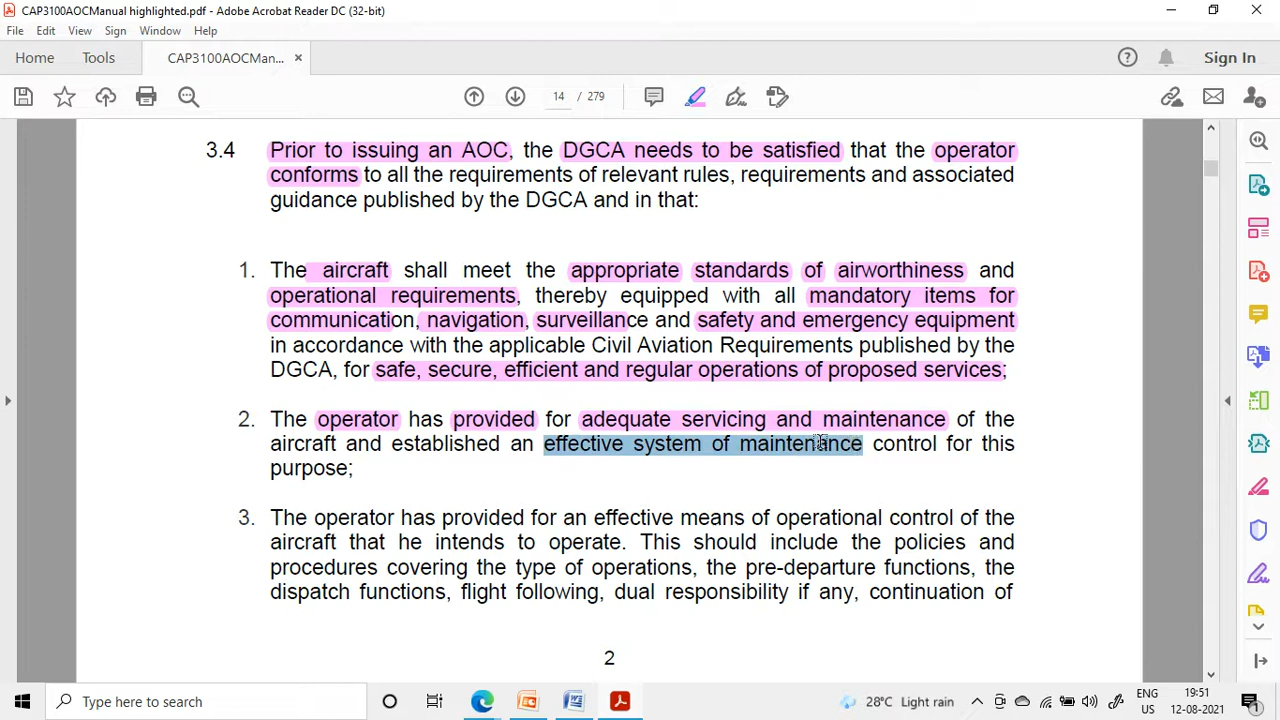 CAP3100AOCManual highlighted.pdf - Adobe Acrobat Reader DC (32-bit)
File Edit View Sign Window Help
Home Tools CAP3100AOCMan... × Sign In
14 / 279
3.4 Prior to issuing an AOC, the DGCA needs to be satisfied that the operator
conforms to all the requirements of relevant rules, requirements and associated
guidance published by the DGCA and in that:
1. The aircraft shall meet the appropriate standards of airworthiness and
operational requirements, thereby equipped with all mandatory items for
communication, navigation, surveillance and safety and emergency equipment
in accordance with the applicable Civil Aviation Requirements published by the
DGCA, for safe, secure, efficient and regular operations of proposed services;
2. The operator has provided for adequate servicing and maintenance of the
aircraft and established an effective system of maintenance control for this
purpose;
3. The operator has provided for an effective means of operational control of the
aircraft that he intends to operate. This should include the policies and
procedures covering the type of operations, the pre-departure functions, the
dispatch functions, flight following, dual responsibility if any, continuation of
2
Type here to search 28°C Light rain ENG 19:51
US 12-08-2021